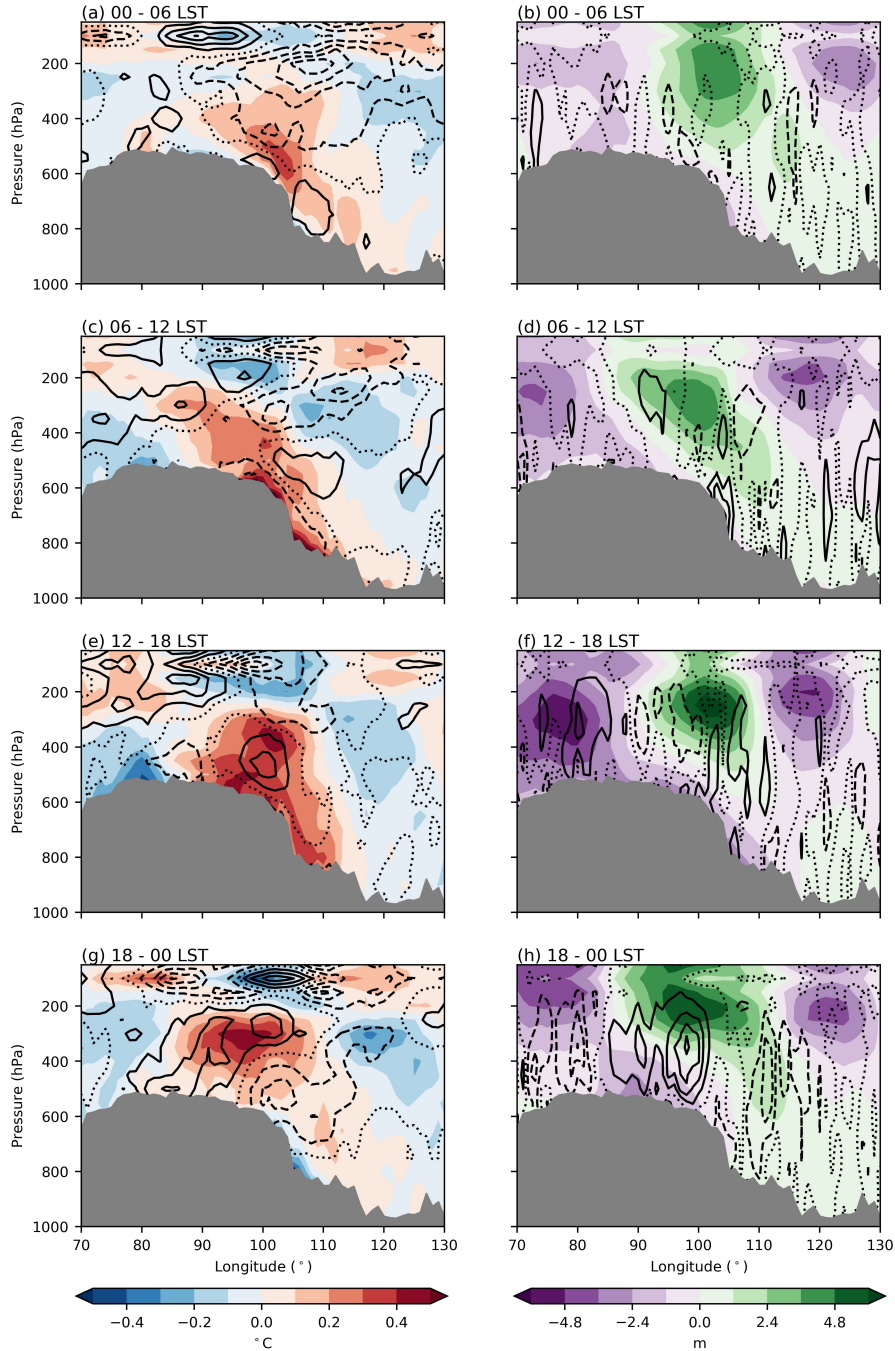 (a) 00 - 06 LST
(b) 00 - 06 LST
Pressure (hPa)
200
400
600
800
1000
(c) 06 - 12 LST
(d) 06 - 12 LST
Pressure (hPa)
200
400
600
800
1000
(e) 12 - 18 LST
(f) 12 - 18 LST
Pressure (hPa)
200
400
600
800
1000
(g) 18 - 00 LST
(h) 18 - 00 LST
Pressure (hPa)
200
400
600
800
1000
70 80 90 100 110 120 130
70 80 90 100 110 120 130
Longitude (°)
Longitude (°)
−0.4 −0.2 0.0 0.2 0.4
−4.8 −2.4 0.0 2.4 4.8
°C
m